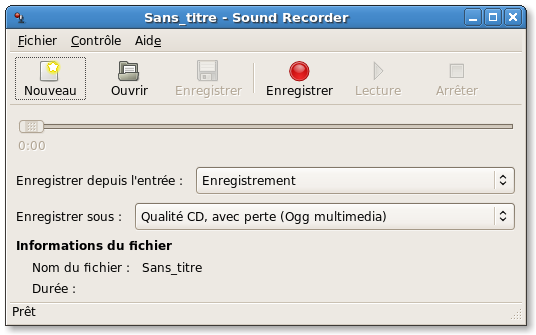 Sans_titre - Sound Recorder
Fichier Contrôle Aide
Nouveau Ouvrir Enregistrer Enregistrer Lecture Arrêter
0:00
Enregistrer depuis l'entrée : Enregistrement
Enregistrer sous : Qualité CD, avec perte (Ogg multimedia)
Informations du fichier
Nom du fichier : Sans_titre
Durée :
Prêt